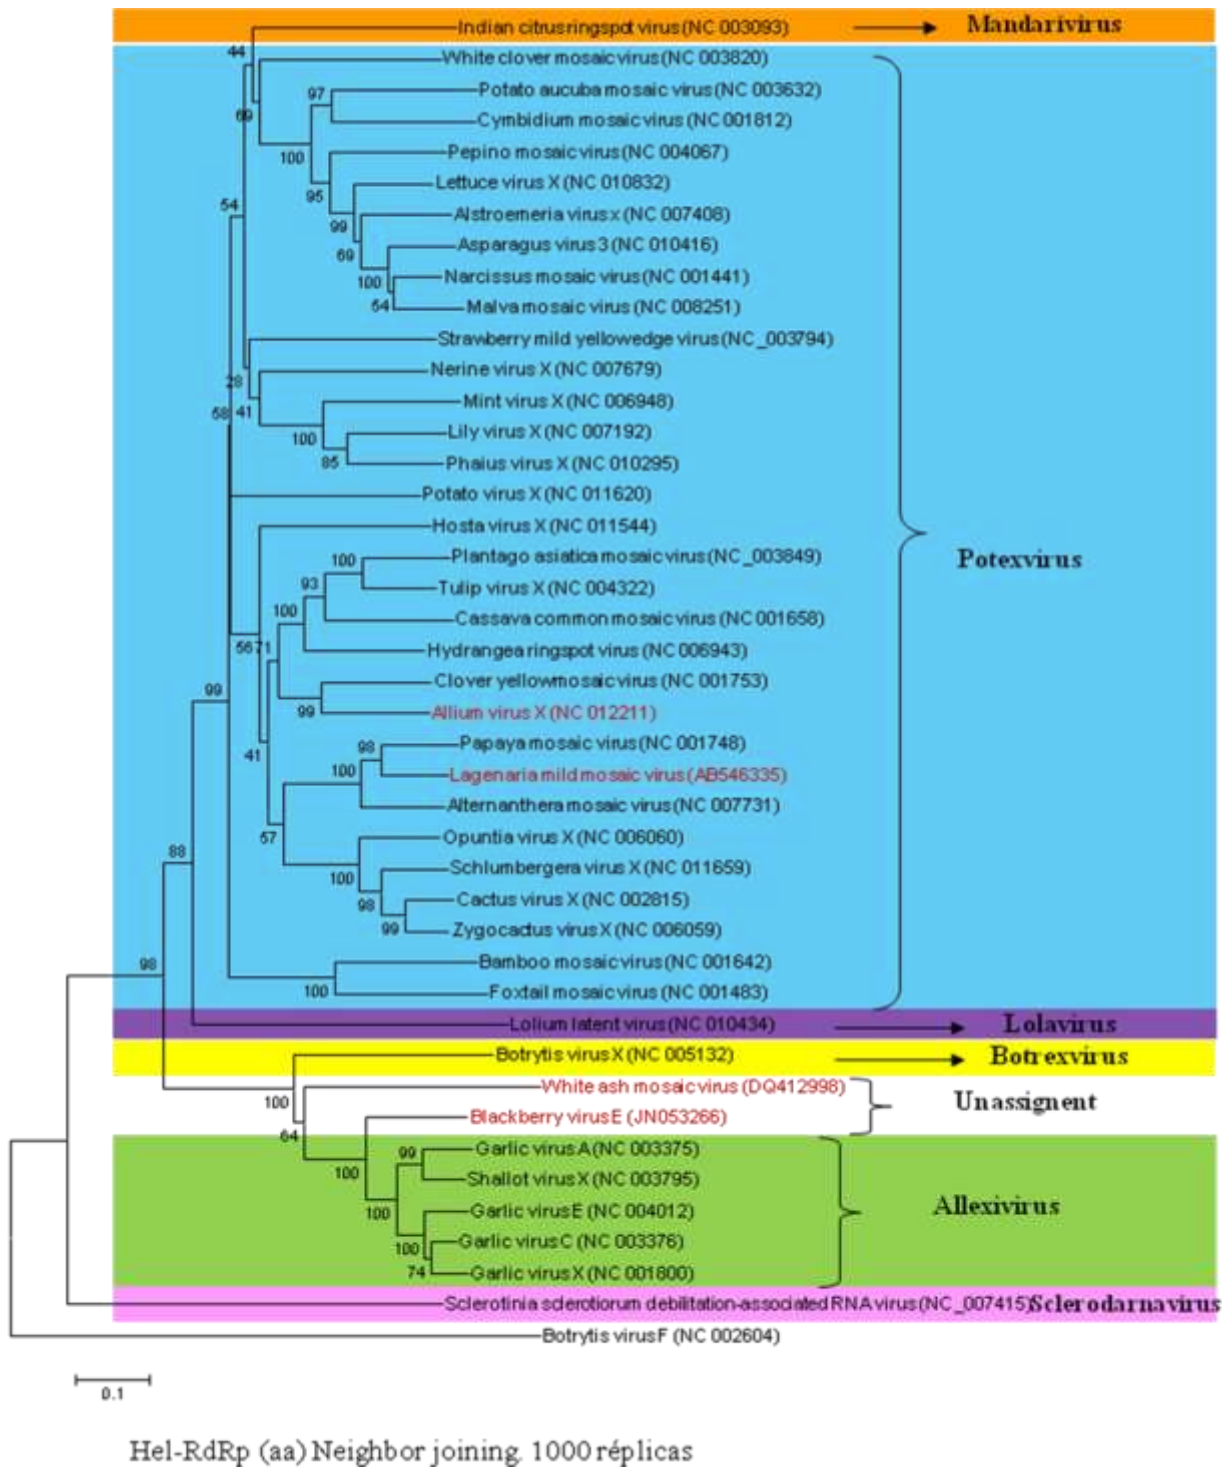 Indian citrus ringspot virus (NC 003093) Mandarivirus
44
White clover mosaic virus (NC 003820)
97 Potato aucuba mosaic virus (NC 003632)
69 Cymbidium mosaic virus (NC 001812)
100 Pepino mosaic virus (NC 004067)
95 Lettuce virus X (NC 010832)
54 99 Alstroemeria virus x (NC 007408)
69 Asparagus virus 3 (NC 010416)
100 Narcissus mosaic virus (NC 001441)
54 Malva mosaic virus (NC 008251)
Strawberry mild yellowedge virus (NC_003794)
28 Nerine virus X (NC 007679)
58 41 Mint virus X (NC 006948)
100 Lily virus X (NC 007192)
85 Phaius virus X (NC 010295)
Potato virus X (NC 011620)
Hosta virus X (NC 011544)
100 Plantago asiatica mosaic virus (NC_003849) Potexvirus
93 Tulip virus X (NC 004322)
100 Cassava common mosaic virus (NC 001658)
56 71 Hydrangea ringspot virus (NC 006943)
99 Clover yellow mosaic virus (NC 001753)
99 Allium virus X (NC 012211)
41 98 Papaya mosaic virus (NC 001748)
100 Lagenaria mild mosaic virus (AB546335)
Alternanthera mosaic virus (NC 007731)
57 Opuntia virus X (NC 006060)
88 100 Schlumbergera virus X (NC 011659)
98 Cactus virus X (NC 002815)
99 Zygocactus virus X (NC 006059)
98 Bamboo mosaic virus (NC 001642)
100 Foxtail mosaic virus (NC 001483)
Lolium latent virus (NC 010434) Lolavirus
Botrytis virus X (NC 005132) Botrexvirus
100 White ash mosaic virus (DQ412998) Unassignent
64 Blackberry virus E (JN053266)
100 99 Garlic virus A (NC 003375)
Shallot virus X (NC 003795)
100 Garlic virus E (NC 004012) Allexivirus
100 Garlic virus C (NC 003376)
74 Garlic virus X (NC 001800)
Sclerotinia sclerotiorum debilitation-associated RNA virus (NC_007415) Sclerodarnavirus
Botrytis virus F (NC 002604)
0.1
Hel-RdRp (aa) Neighbor joining. 1000 réplicas